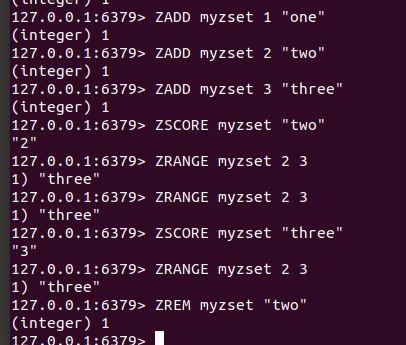 (integer) 1
127.0.0.1:6379> ZADD myzset 1 "one"
(integer) 1
127.0.0.1:6379> ZADD myzset 2 "two"
(integer) 1
127.0.0.1:6379> ZADD myzset 3 "three"
(integer) 1
127.0.0.1:6379> ZSCORE myzset "two"
"2"
127.0.0.1:6379> ZRANGE myzset 2 3
1) "three"
127.0.0.1:6379> ZRANGE myzset 2 3
1) "three"
127.0.0.1:6379> ZSCORE myzset "three"
"3"
127.0.0.1:6379> ZRANGE myzset 2 3
1) "three"
127.0.0.1:6379> ZREM myzset "two"
(integer) 1
127.0.0.1:6379>